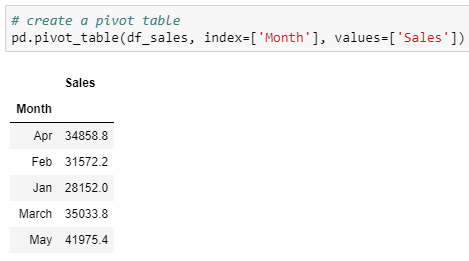 # create a pivot table
pd.pivot_table(df_sales, index=['Month'], values=['Sales'])
Sales
Month
Apr 34858.8
Feb 31572.2
Jan 28152.0
March 35033.8
May 41975.4